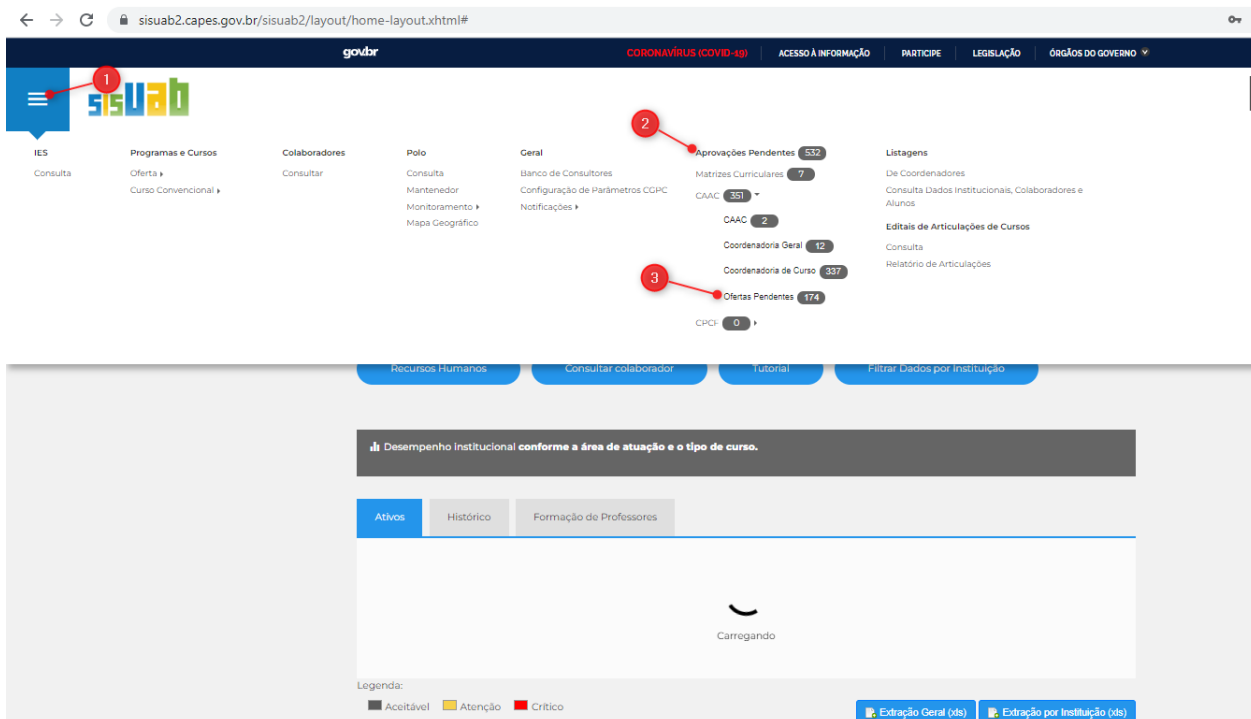 sisuab2.capes.gov.br/sisuab2/layout/home-layout.xhtml#
gov.br
CORONAVÍRUS (COVID-19)
ACESSO À INFORMAÇÃO
PARTICIPE
LEGISLAÇÃO
ÓRGÃOS DO GOVERNO
1
sisuab
2
IES
Consulta
Programas e Cursos
Oferta
Curso Convencional
Colaboradores
Consultar
Polo
Consulta
Mantenedor
Monitoramento
Mapa Geográfico
Geral
Banco de Consultores
Configuração de Parâmetros CGPC
Notificações
Aprovações Pendentes 532
Matrizes Curriculares 7
CAAC 351
CAAC 2
Coordenadoria Geral 12
Coordenadoria de Curso 337
3
Ofertas Pendentes 174
CPCF 0
Listagens
De Coordenadores
Consulta Dados Institucionais, Colaboradores e
Alunos
Editais de Articulações de Cursos
Consulta
Relatório de Articulações
Recursos Humanos
Consultar colaborador
Tutorial
Filtrar Dados por Instituição
Desempenho Institucional conforme a área de atuação e o tipo de curso.
Ativos
Histórico
Formação de Professores
Carregando
Legenda:
Aceitável
Atenção
Crítico
Extração Geral (xls)
Extração por Instituição (xls)